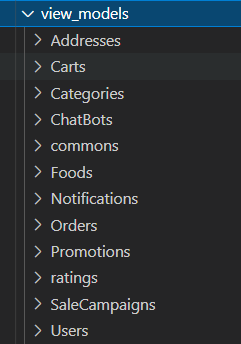 view_models
Addresses
Carts
Categories
ChatBots
commons
Foods
Notifications
Orders
Promotions
ratings
SaleCampaigns
Users